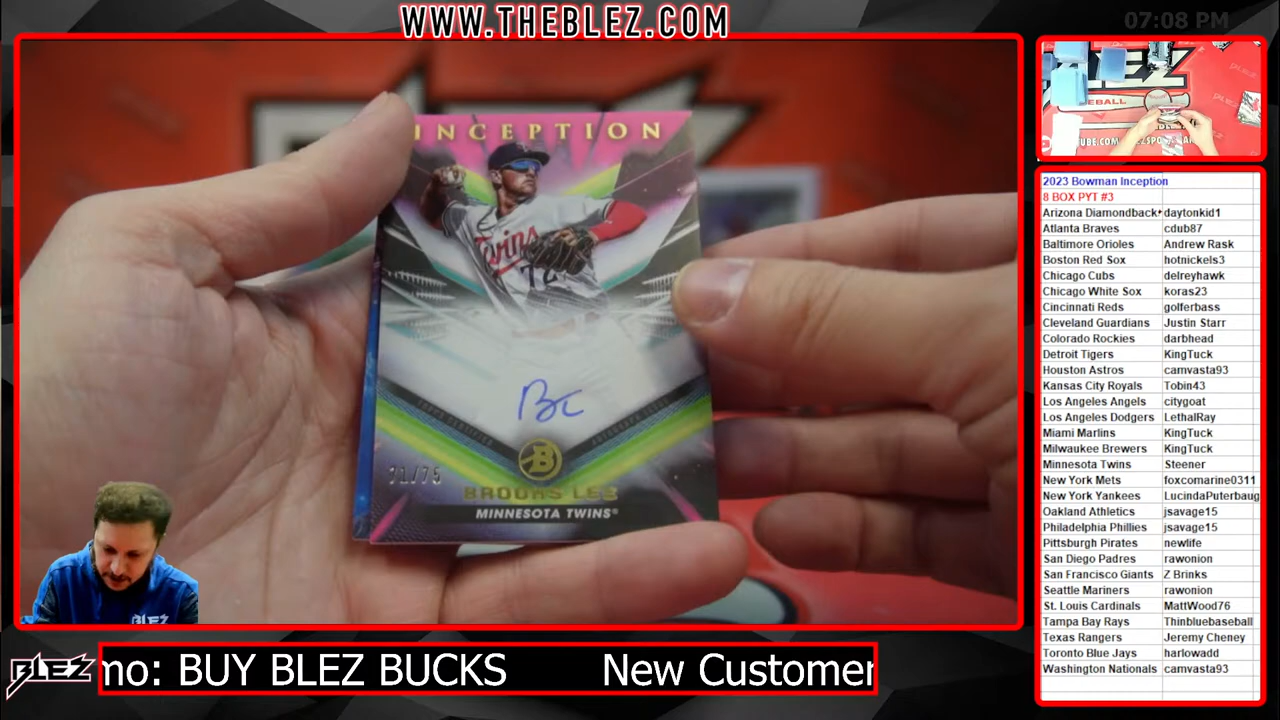 WWW.THEBLEZ.COM
07:08 PM
INCEPTION
Twins
BC
71/75
BROOKS LEE
MINNESOTA TWINS®
BLEZ
BLEZ
mo: BUY BLEZ BUCKS New Customer
2023 Bowman Inception
8 BOX PYT #3
Arizona Diamondback daytonkid1
Atlanta Braves cdub87
Baltimore Orioles Andrew Rask
Boston Red Sox hotnickels3
Chicago Cubs delreyhawk
Chicago White Sox koras23
Cincinnati Reds golferbass
Cleveland Guardians Justin Starr
Colorado Rockies darbhead
Detroit Tigers KingTuck
Houston Astros camvasta93
Kansas City Royals Tobin43
Los Angeles Angels citygoat
Los Angeles Dodgers LethalRay
Miami Marlins KingTuck
Milwaukee Brewers KingTuck
Minnesota Twins Steener
New York Mets foxcomarine0311
New York Yankees LucindaPuterbaug
Oakland Athletics jsavage15
Philadelphia Phillies jsavage15
Pittsburgh Pirates newlife
San Diego Padres rawonion
San Francisco Giants Z Brinks
Seattle Mariners rawonion
St. Louis Cardinals MattWood76
Tampa Bay Rays Thinbluebaseball
Texas Rangers Jeremy Cheney
Toronto Blue Jays harlowadd
Washington Nationals camvasta93